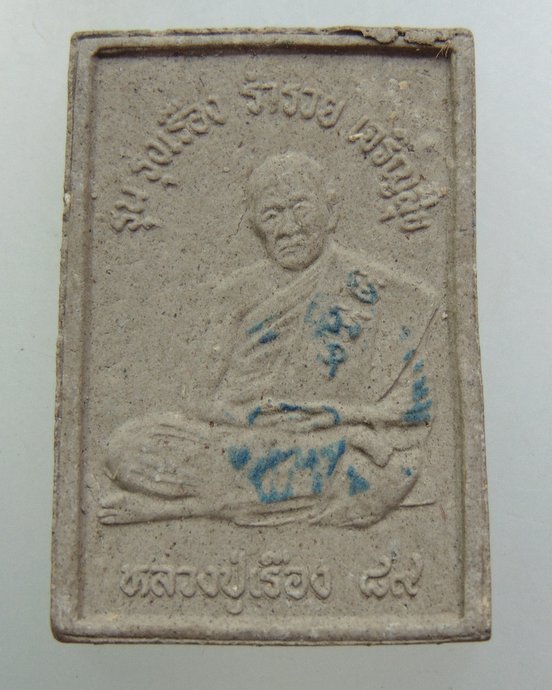 รุ่น รุ่งเรือง ร่ำรวย เจริญสุข
หลวงปู่เรือง ๘๙